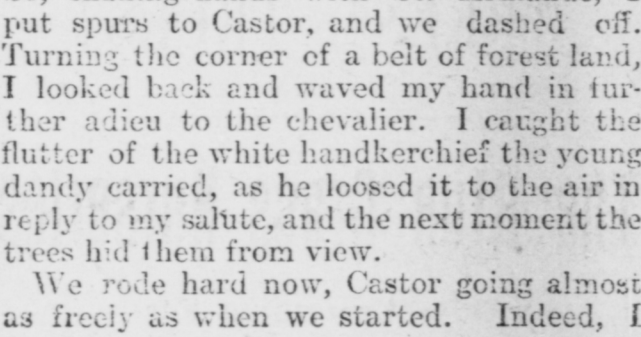 put spurs to Castor, and we dashed off.
Turning the corner of a belt of forest land,
I looked back and waved my hand in fur-
ther adieu to the chevalier. I caught the
flutter of the white handkerchief the young
dandy carried, as he loosed it to the air in
reply to my salute, and the next moment the
trees hid them from view.
We rode hard now, Castor going almost
as freely as when we started. Indeed, I